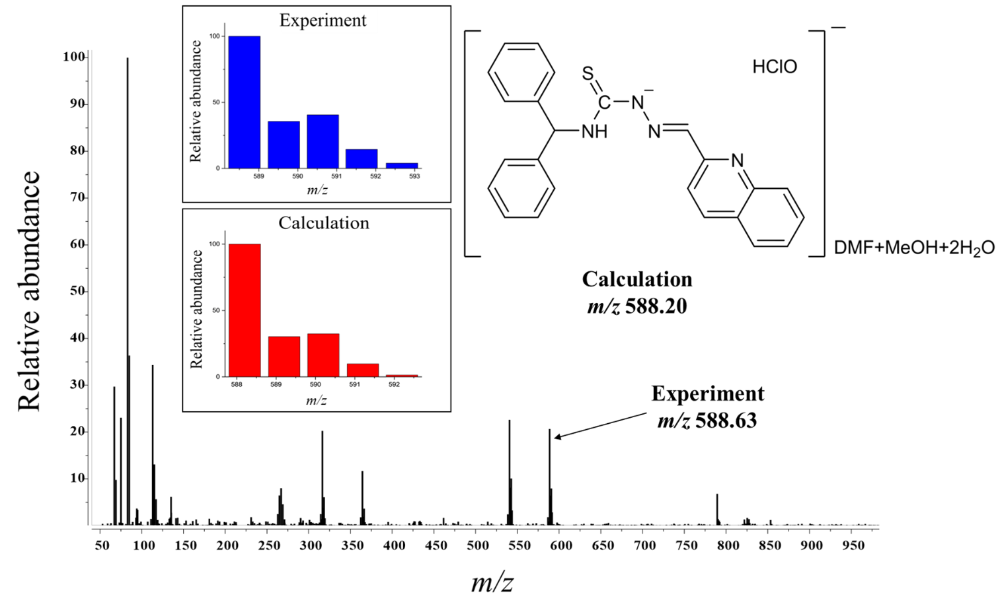 Relative abundance
100
90
80
70
60
50
40
30
20
10
50 100 150 200 250 300 350 400 450 500 550 600 650 700 750 800 850 900 950
m/z
Experiment
Relative abundance
100
50
0
589 590 591 592 593
m/z
Calculation
Relative abundance
100
50
0
588 589 590 591 592
m/z
S
C
N
−
NH
N
N
HClO
−
DMF+MeOH+2H₂O
Calculation
m/z 588.20
Experiment
m/z 588.63